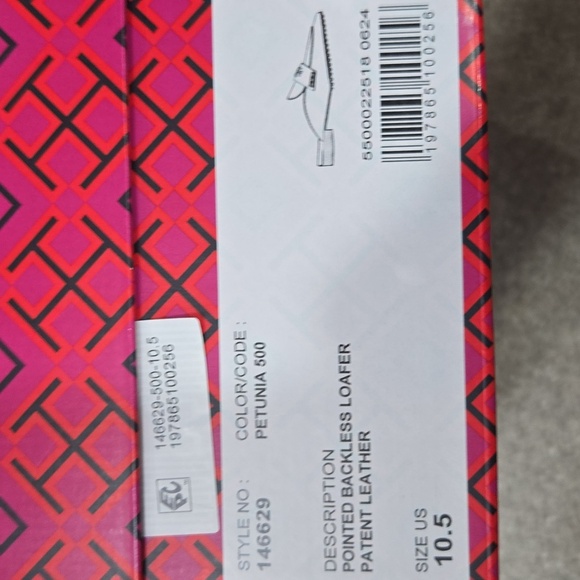 146629-500-10.5
197865100256
STYLE NO :
146629
COLOR/CODE :
PETUNIA 500
DESCRIPTION
POINTED BACKLESS LOAFER
PATENT LEATHER
SIZE US
10.5
5500022518 0624
197865100256